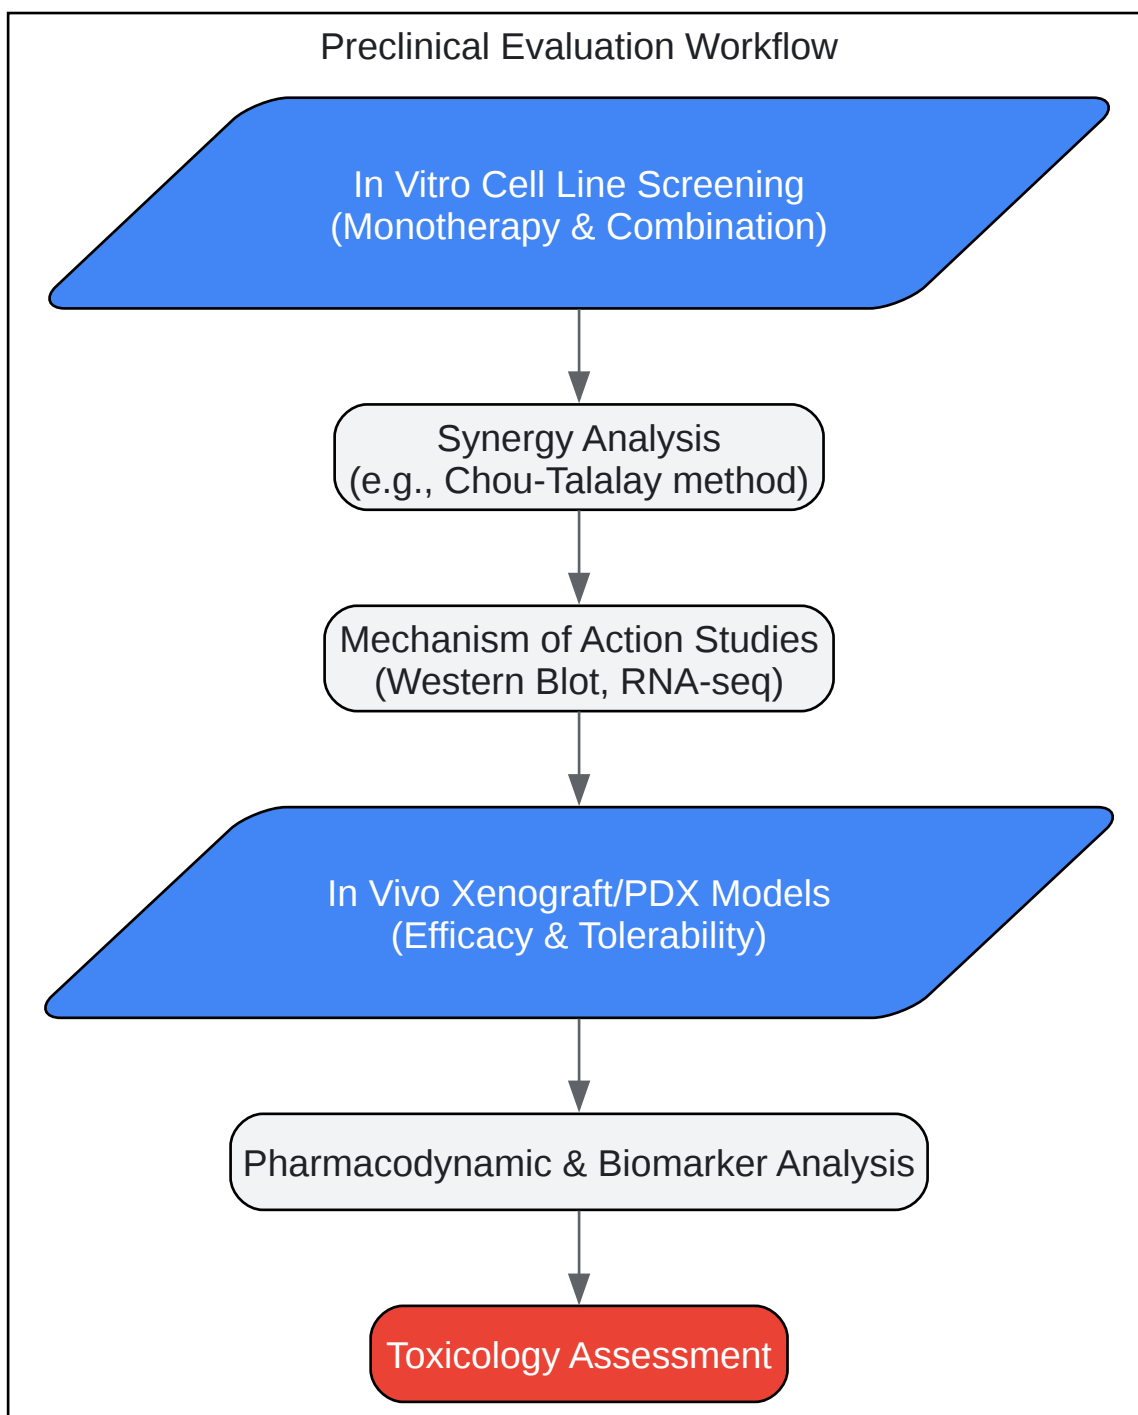 Preclinical Evaluation Workflow
In Vitro Cell Line Screening
(Monotherapy & Combination)
Synergy Analysis
(e.g., Chou-Talalay method)
Mechanism of Action Studies
(Western Blot, RNA-seq)
In Vivo Xenograft/PDX Models
(Efficacy & Tolerability)
Pharmacodynamic & Biomarker Analysis
Toxicology Assessment